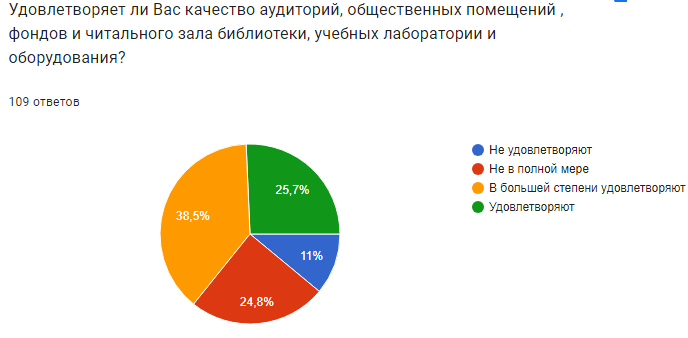 Удовлетворяет ли Вас качество аудиторий, общественных помещений ,
фондов и читального зала библиотеки, учебных лаборатории и
оборудования?
109 ответов
Не удовлетворяют
Не в полной мере
В большей степени удовлетворяют
Удовлетворяют
25,7%
38,5%
11%
24,8%